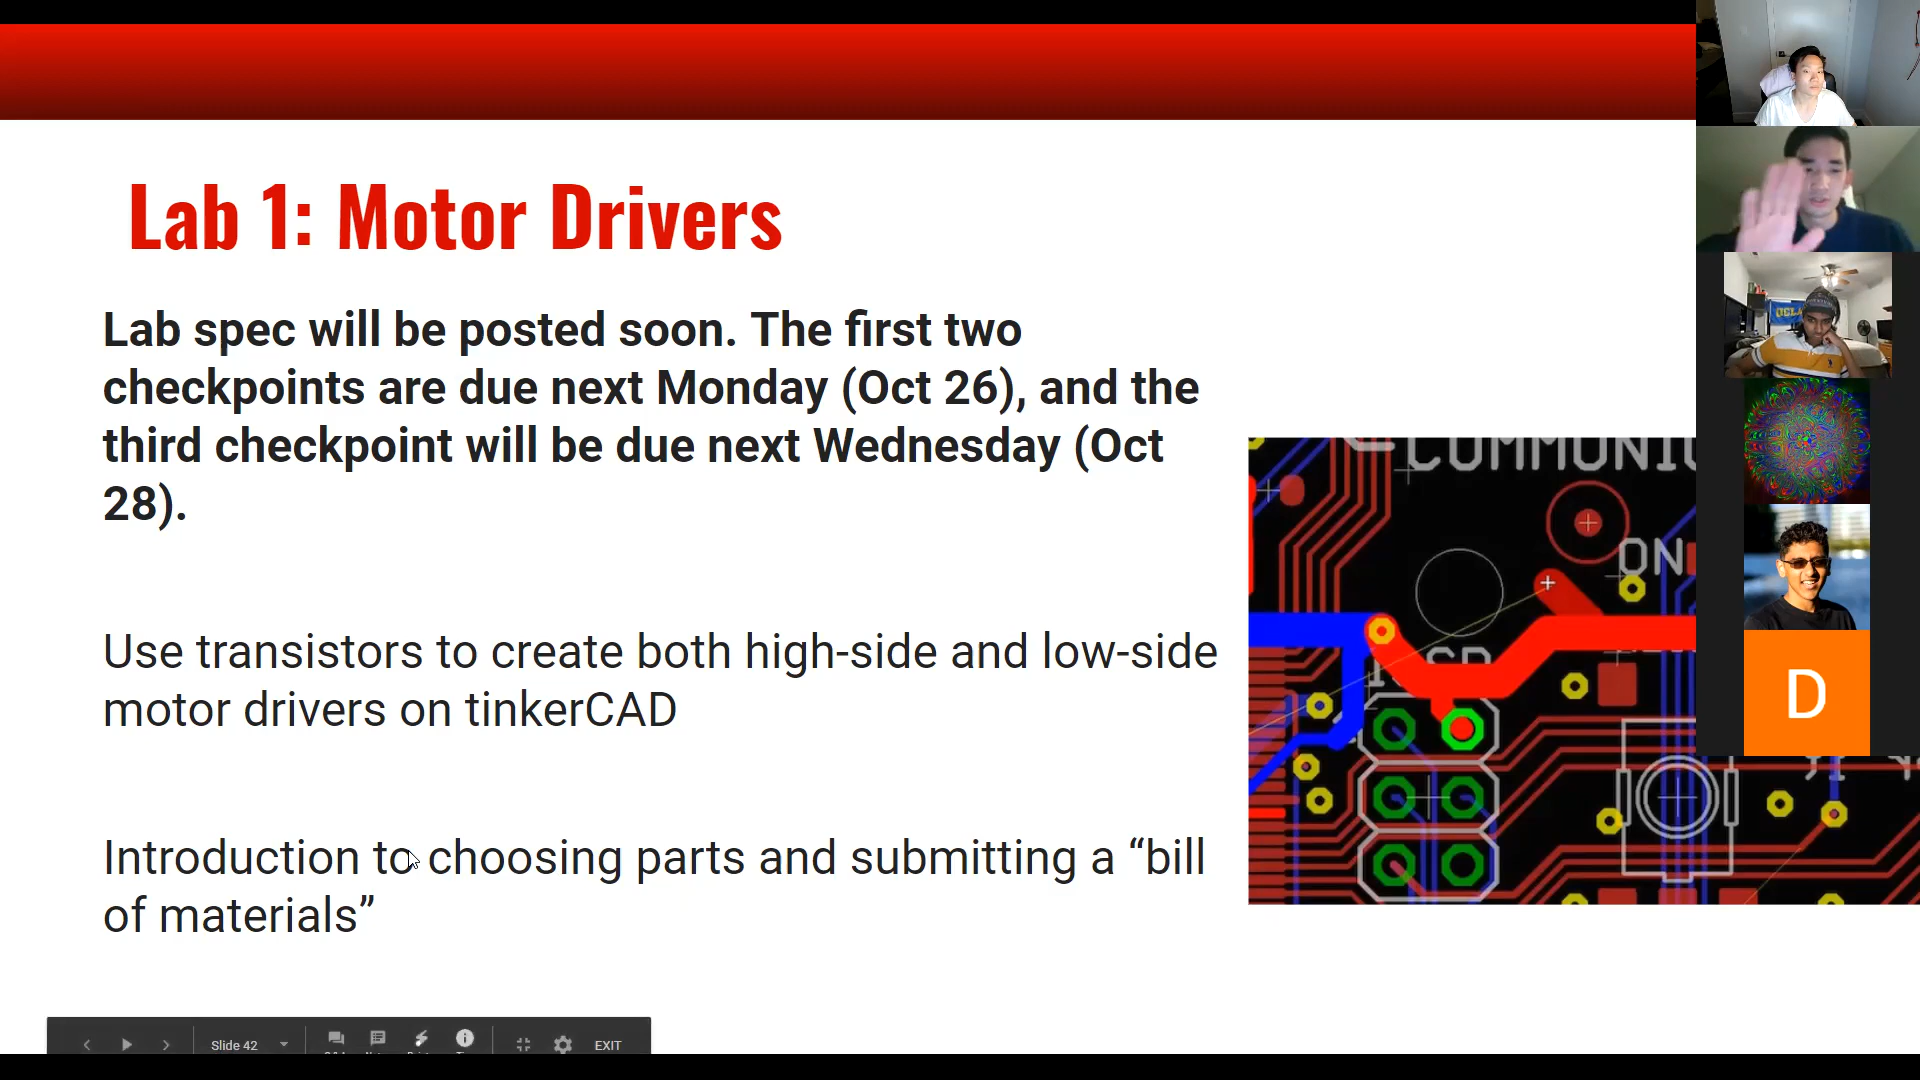 Lab 1: Motor Drivers
Lab spec will be posted soon. The first two
checkpoints are due next Monday (Oct 26), and the
third checkpoint will be due next Wednesday (Oct
28).
Use transistors to create both high-side and low-side
motor drivers on tinkerCAD
Introduction to choosing parts and submitting a “bill
of materials”
COMMUNIC
ON
UCLA
D
Slide 42
EXIT